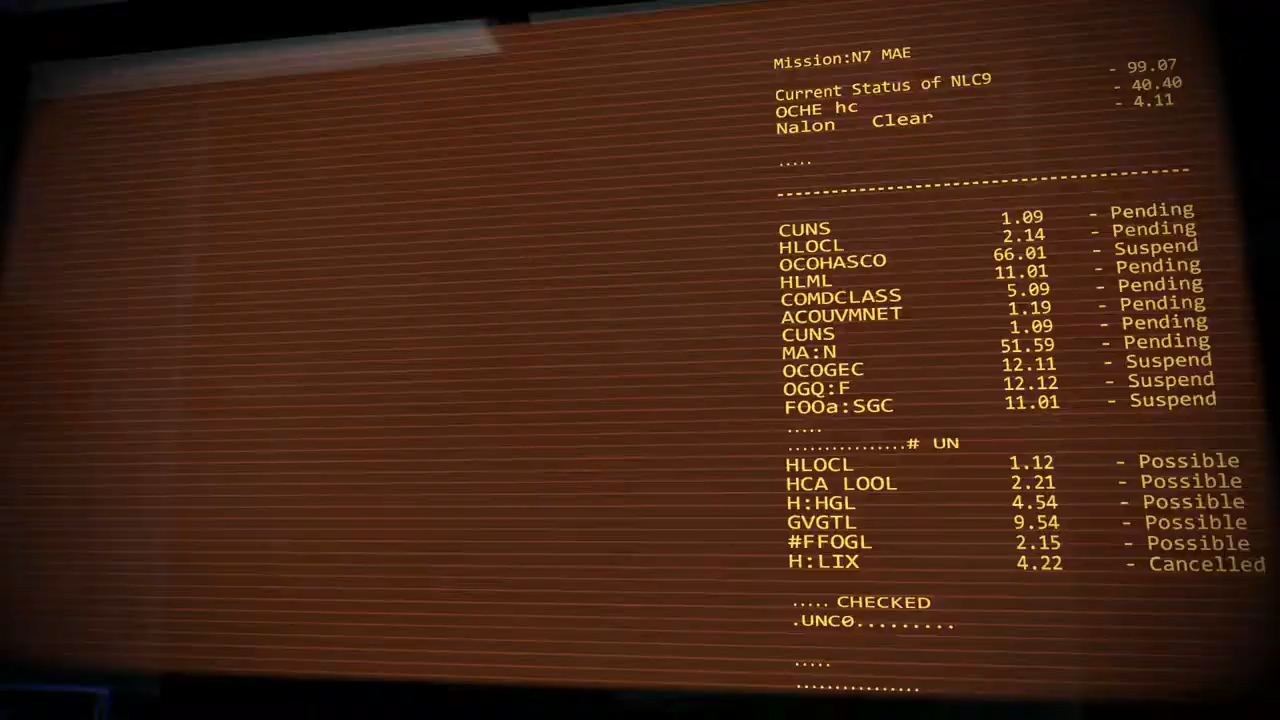 Mission:N7 MAE
Current Status of NLC9 - 99.07
OCHE hc - 40.40
Nalon Clear - 4.11
.....
----------------------------------------------
CUNS 1.09 - Pending
HLOCL 2.14 - Pending
OCOHASCO 66.01 - Suspend
HLML 11.01 - Pending
COMDCLASS 5.09 - Pending
ACOUVMNET 1.19 - Pending
CUNS 1.09 - Pending
MA:N 51.59 - Pending
OCOGEC 12.11 - Suspend
OGQ:F 12.12 - Suspend
FOOa:SGC 11.01 - Suspend
.....
................# UN
HLOCL 1.12 - Possible
HCA LOOL 2.21 - Possible
H:HGL 4.54 - Possible
GVGTL 9.54 - Possible
#FFOGL 2.15 - Possible
H:LIX 4.22 - Cancelled
..... CHECKED
.UNC0.........
.....
................